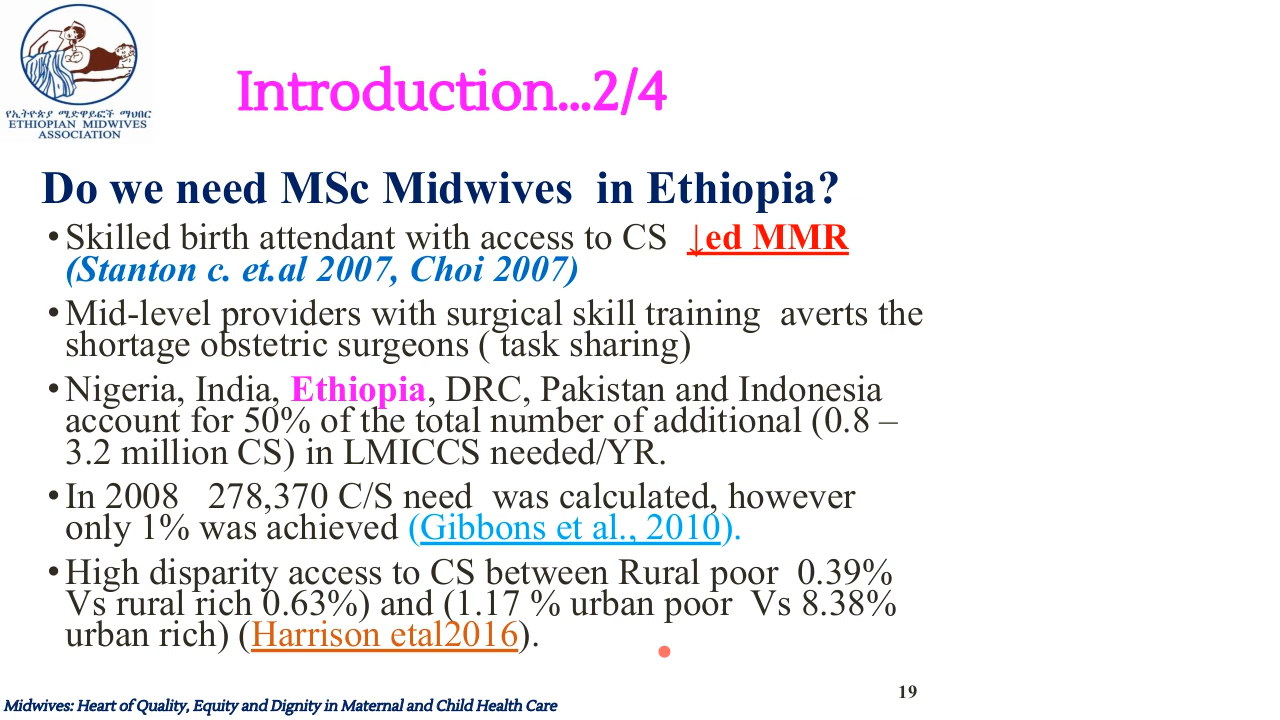 የኢትዮጵያ ሚድዋይፎች ማህበር
ETHIOPIAN MIDWIVES
ASSOCIATION
Introduction...2/4
Do we need MSc Midwives in Ethiopia?
• Skilled birth attendant with access to CS ↓ed MMR
(Stanton c. et.al 2007, Choi 2007)
• Mid-level providers with surgical skill training averts the
shortage obstetric surgeons ( task sharing)
• Nigeria, India, Ethiopia, DRC, Pakistan and Indonesia
account for 50% of the total number of additional (0.8 –
3.2 million CS) in LMICCS needed/YR.
• In 2008 278,370 C/S need was calculated, however
only 1% was achieved (Gibbons et al., 2010).
• High disparity access to CS between Rural poor 0.39%
Vs rural rich 0.63%) and (1.17 % urban poor Vs 8.38%
urban rich) (Harrison etal2016).
19
Midwives: Heart of Quality, Equity and Dignity in Maternal and Child Health Care